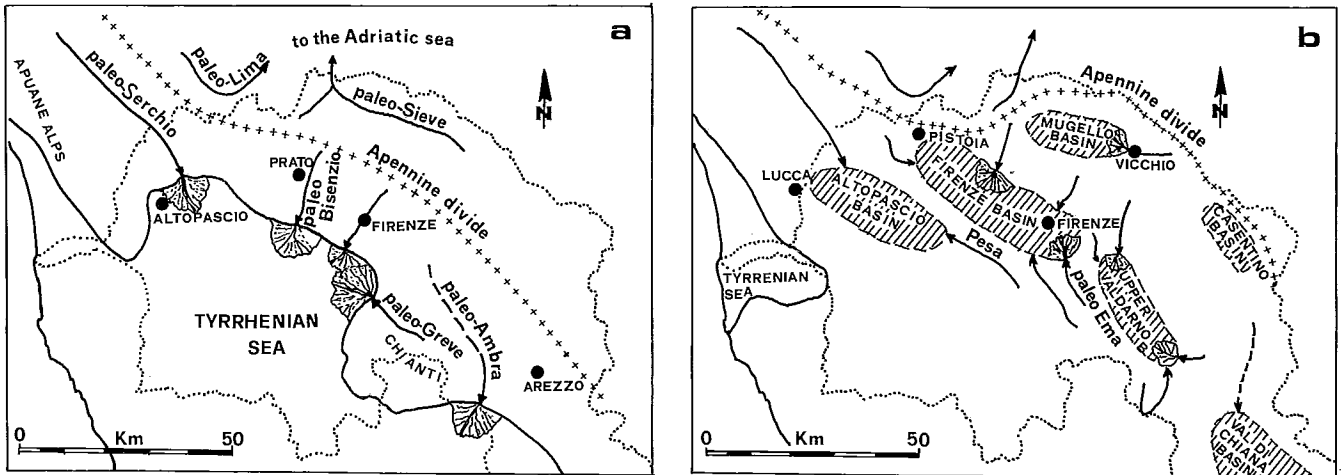 a
to the Adriatic sea
paleo-Lima
paleo-Serchio
paleo-Sieve
APUANE ALPS
N
PRATO
paleo
Bisenzio
Apennine divide
ALTOPASCIO
FIRENZE
TYRRHENIAN
SEA
paleo-Greve
paleo-Ambra
CHIANTI
AREZZO
0 Km 50
b
Apennine divide
N
PISTOIA
MUGELLO
BASIN
VICCHIO
LUCCA
ALTOPASCIO
BASIN
FIRENZE BASIN
FIRENZE
CASENTINO
BASIN
Pesa
TYRRENIAN
SEA
paleo Ema
UPPER
VALDARNO
VAL DI
CHIANA
BASIN
0 Km 50